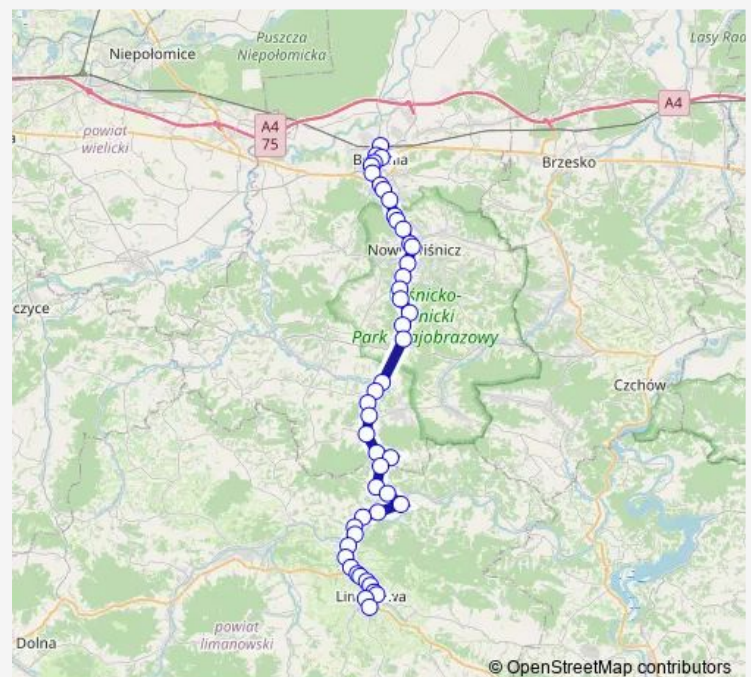 Niepołomice
Puszcza
Niepołomicka
Lasy Rad
A4
A4
75
powiat
wielicki
Brzesko
czyce
Park
Czchów
powiat
limanowski
Dolna
© OpenStreetMap contributors